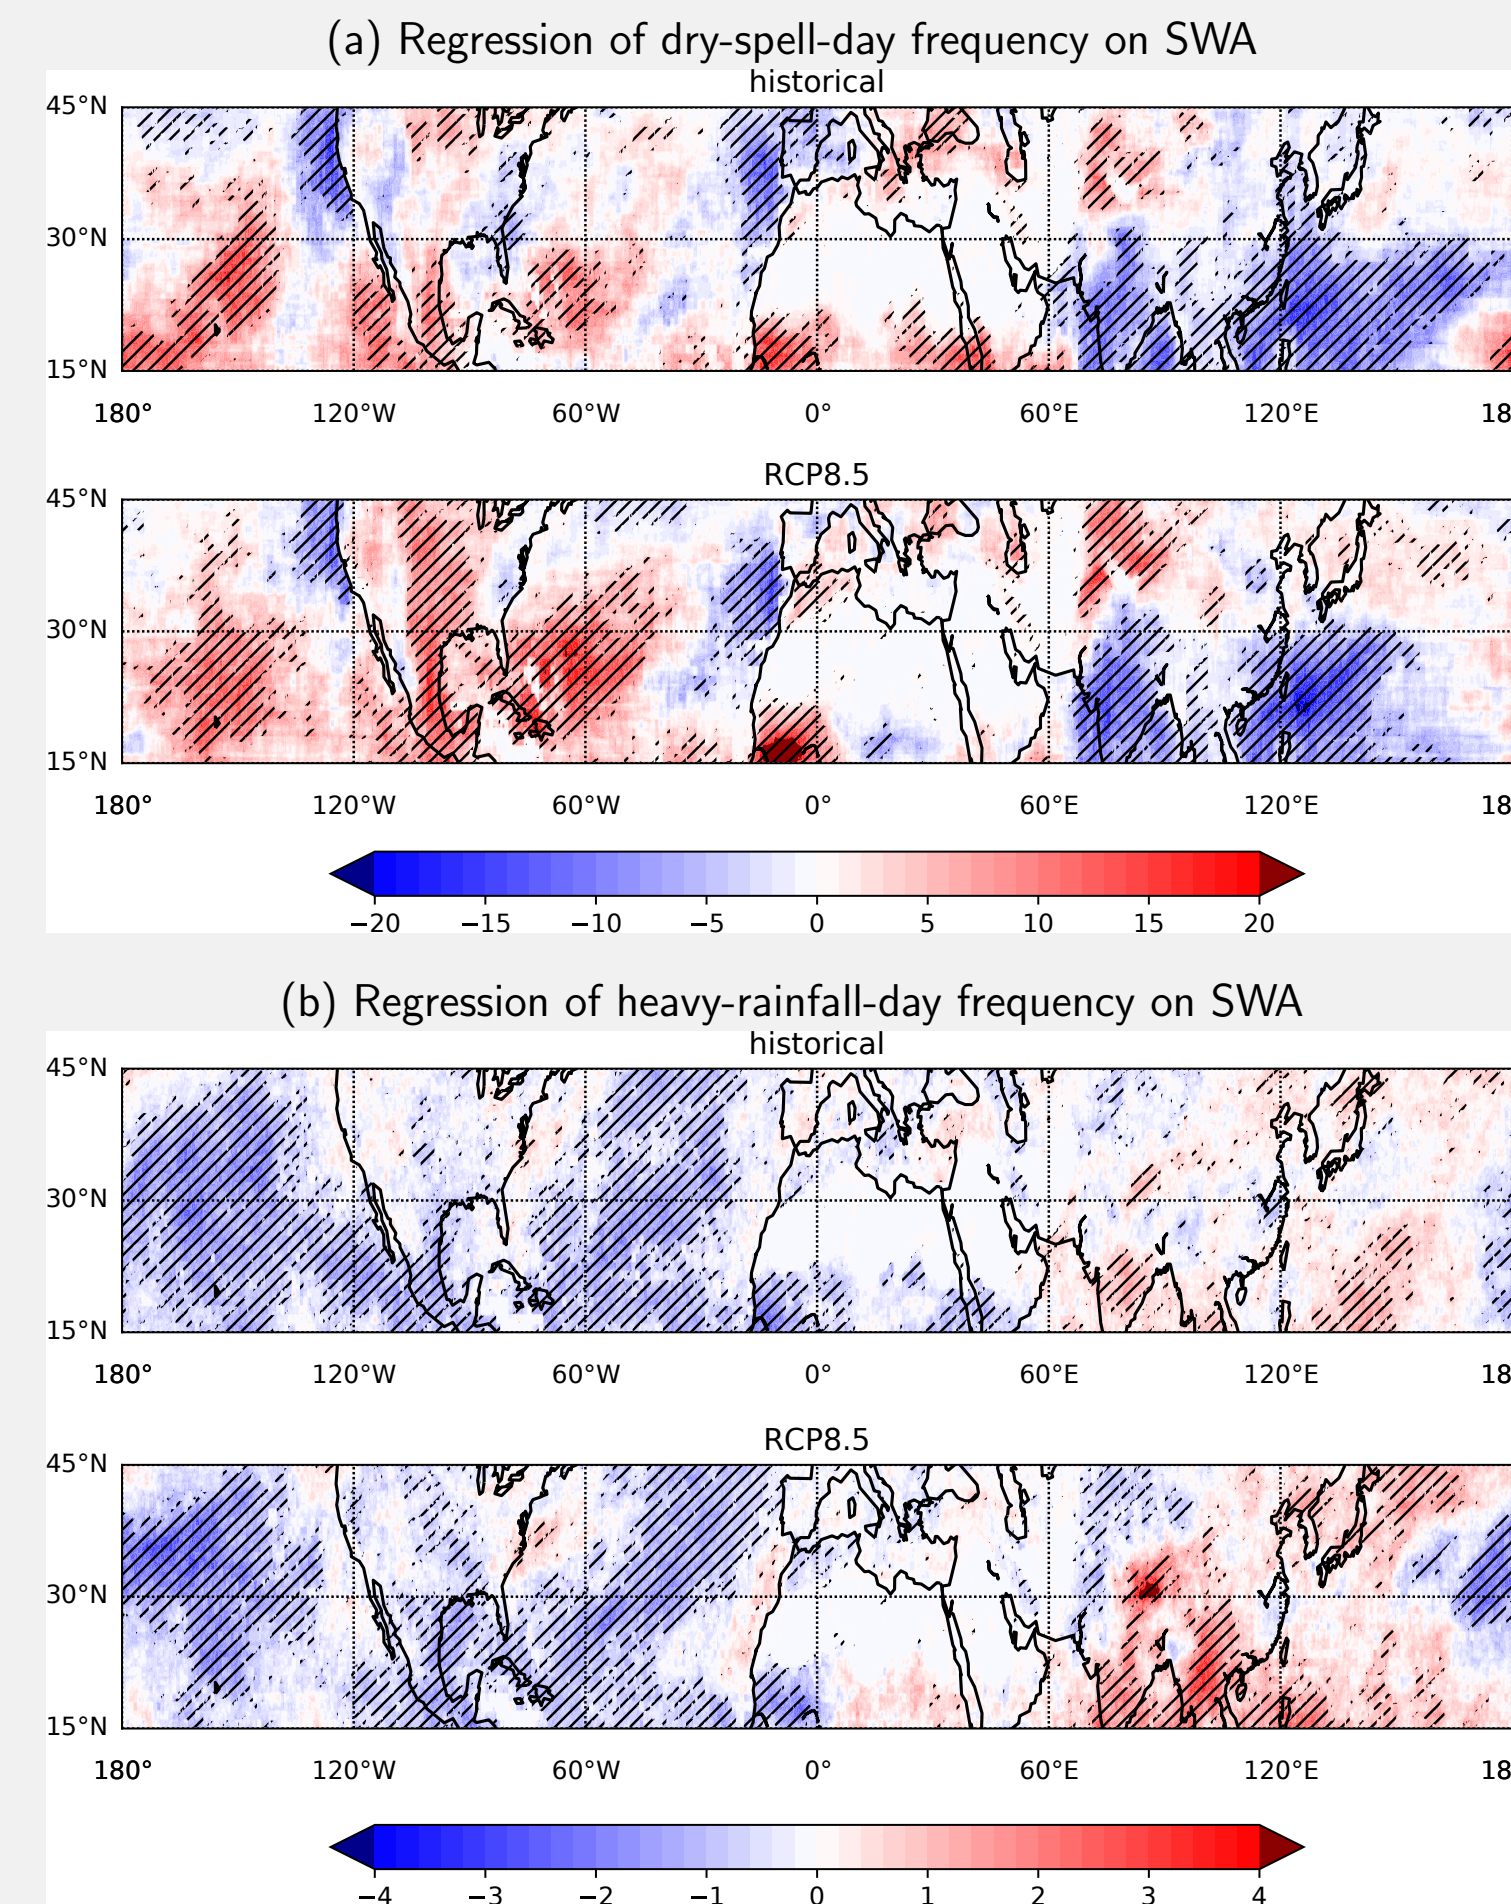 (a) Regression of dry-spell-day frequency on SWA
historical
45°N
30°N
15°N
180° 120°W 60°W 0° 60°E 120°E 18
RCP8.5
45°N
30°N
15°N
180° 120°W 60°W 0° 60°E 120°E 18
−20 −15 −10 −5 0 5 10 15 20
(b) Regression of heavy-rainfall-day frequency on SWA
historical
45°N
30°N
15°N
180° 120°W 60°W 0° 60°E 120°E 18
RCP8.5
45°N
30°N
15°N
180° 120°W 60°W 0° 60°E 120°E 18
−4 −3 −2 −1 0 1 2 3 4